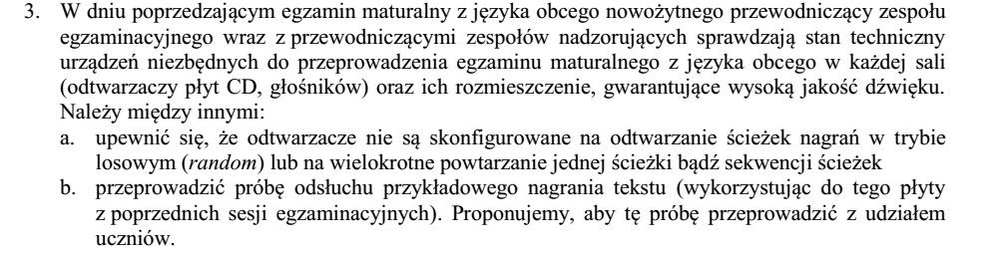 3. W dniu poprzedzającym egzamin maturalny z języka obcego nowożytnego przewodniczący zespołu
egzaminacyjnego wraz z przewodniczącymi zespołów nadzorujących sprawdzają stan techniczny
urządzeń niezbędnych do przeprowadzenia egzaminu maturalnego z języka obcego w każdej sali
(odtwarzaczy płyt CD, głośników) oraz ich rozmieszczenie, gwarantujące wysoką jakość dźwięku.
Należy między innymi:
a. upewnić się, że odtwarzacze nie są skonfigurowane na odtwarzanie ścieżek nagrań w trybie
losowym (random) lub na wielokrotne powtarzanie jednej ścieżki bądź sekwencji ścieżek
b. przeprowadzić próbę odsłuchu przykładowego nagrania tekstu (wykorzystując do tego płyty
z poprzednich sesji egzaminacyjnych). Proponujemy, aby tę próbę przeprowadzić z udziałem
uczniów.